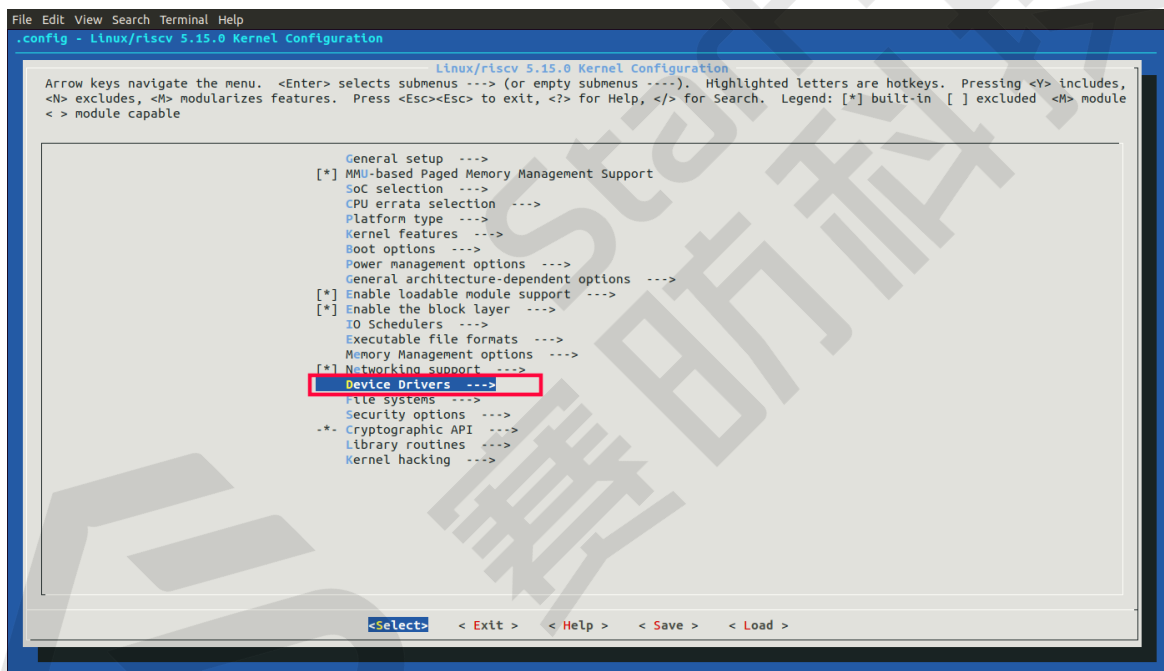 File Edit View Search Terminal Help
.config - Linux/riscv 5.15.0 Kernel Configuration
Linux/riscv 5.15.0 Kernel Configuration
Arrow keys navigate the menu. <Enter> selects submenus ---> (or empty submenus ----). Highlighted letters are hotkeys. Pressing <Y> includes,
<N> excludes, <M> modularizes features. Press <Esc><Esc> to exit, <?> for Help, </> for Search. Legend: [*] built-in [ ] excluded <M> module
< > module capable
General setup --->
[*] MMU-based Paged Memory Management Support
SoC selection --->
CPU errata selection --->
Platform type --->
Kernel features --->
Boot options --->
Power management options --->
General architecture-dependent options --->
[*] Enable loadable module support --->
[*] Enable the block layer --->
IO Schedulers --->
Executable file formats --->
Memory Management options --->
[*] Networking support --->
Device Drivers --->
File systems --->
Security options --->
-*- Cryptographic API --->
Library routines --->
Kernel hacking --->
<Select> < Exit > < Help > < Save > < Load >